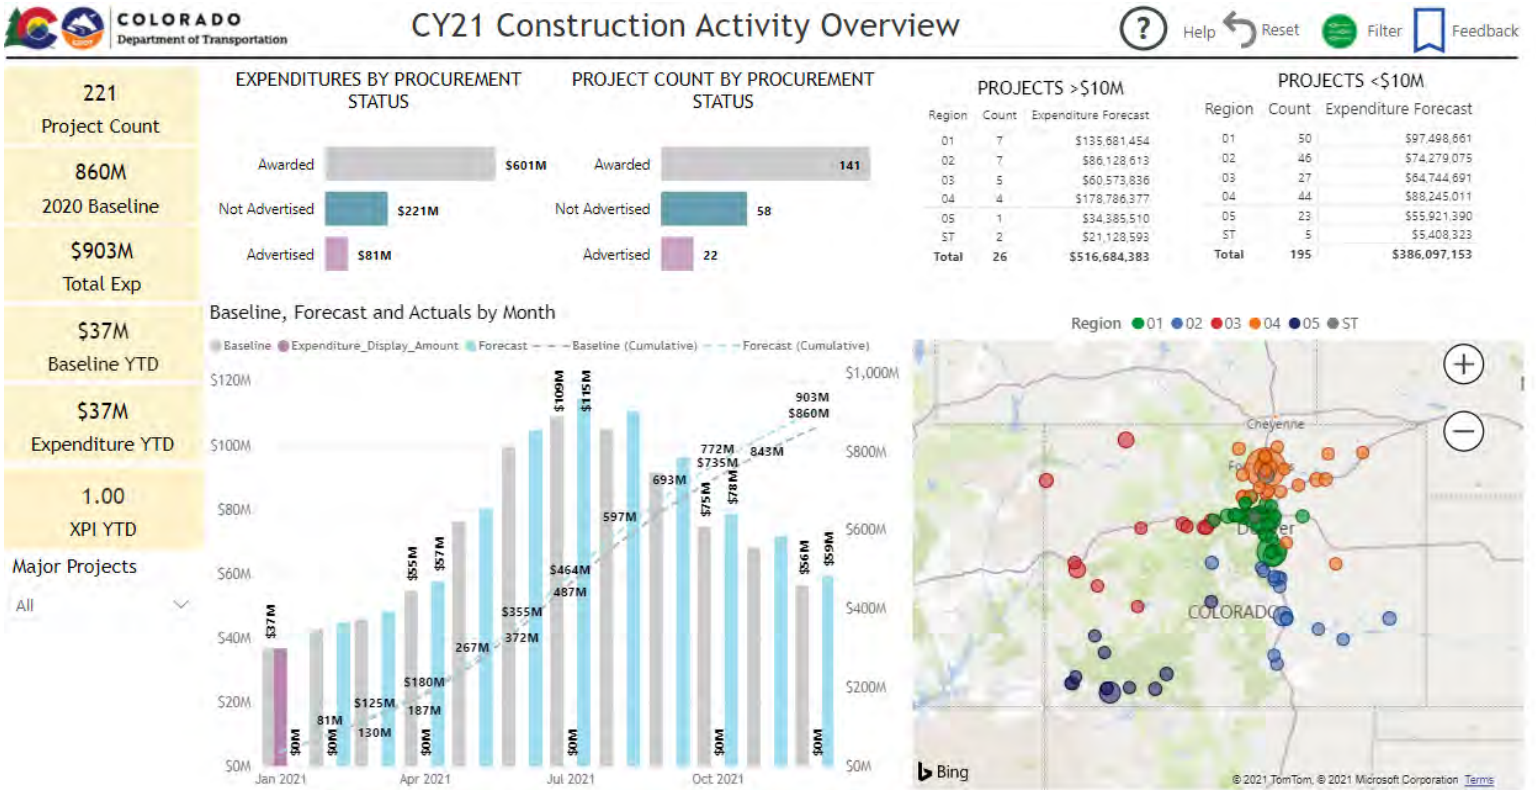 COLORADO
Department of Transportation
CDOT
CY21 Construction Activity Overview
?
Help
Reset
Filter
Feedback
221
Project Count
860M
2020 Baseline
$903M
Total Exp
$37M
Baseline YTD
$37M
Expenditure YTD
1.00
XPI YTD
Major Projects
All
EXPENDITURES BY PROCUREMENT
STATUS
Awarded $601M
Not Advertised $221M
Advertised $81M
PROJECT COUNT BY PROCUREMENT
STATUS
Awarded 141
Not Advertised 58
Advertised 22
PROJECTS >$10M
Region Count Expenditure Forecast
01 7 $135,681,454
02 7 $86,128,613
03 5 $60,573,836
04 4 $178,786,377
05 1 $34,385,510
ST 2 $21,128,593
Total 26 $516,684,383
PROJECTS <$10M
Region Count Expenditure Forecast
01 50 $97,498,661
02 46 $74,279,075
03 27 $64,744,691
04 44 $88,245,011
05 23 $55,921,390
ST 5 $5,408,323
Total 195 $386,097,153
Baseline, Forecast and Actuals by Month
Baseline Expenditure_Display_Amount Forecast Baseline (Cumulative) Forecast (Cumulative)
$120M
$100M
$80M
$60M
$40M
$20M
$0M
$1,000M
$800M
$600M
$400M
$200M
$0M
$37M
$0M
81M
$0M
$125M
130M
$55M
$57M
$180M
187M
$0M
267M
$355M
372M
$109M
$115M
$464M
487M
$0M
597M
693M
772M
$735M
$75M
$78M
$0M
843M
903M
$860M
$56M
$59M
$0M
Jan 2021
Apr 2021
Jul 2021
Oct 2021
Region 01 02 03 04 05 ST
+
−
Cheyenne
COLORADO
Bing
© 2021 TomTom, © 2021 Microsoft Corporation Terms